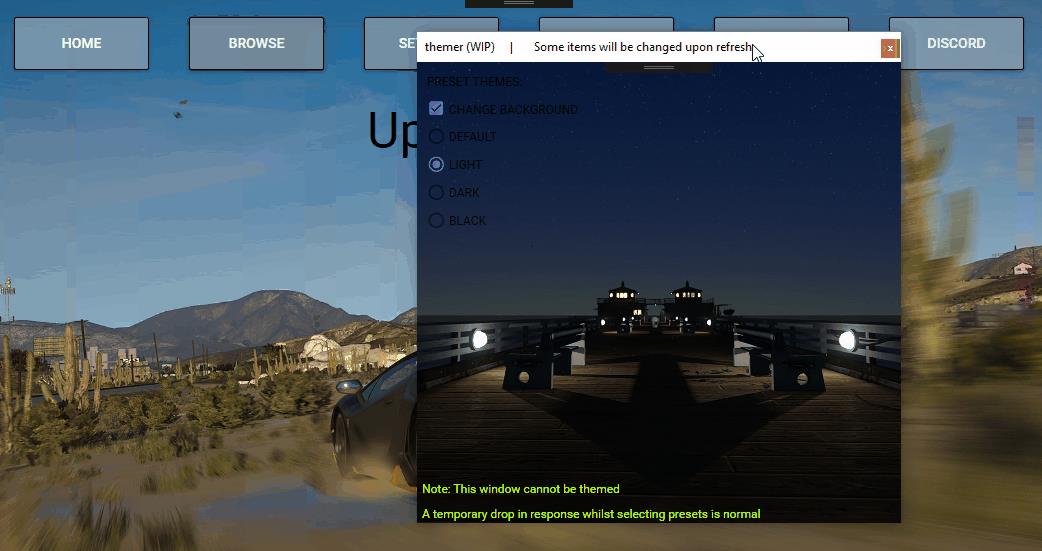 HOME
BROWSE
SE
DISCORD
Up
themer (WIP) | Some items will be changed upon refresh
x
PRESET THEMES:
CHANGE BACKGROUND
DEFAULT
LIGHT
DARK
BLACK
Note: This window cannot be themed
A temporary drop in response whilst selecting presets is normal